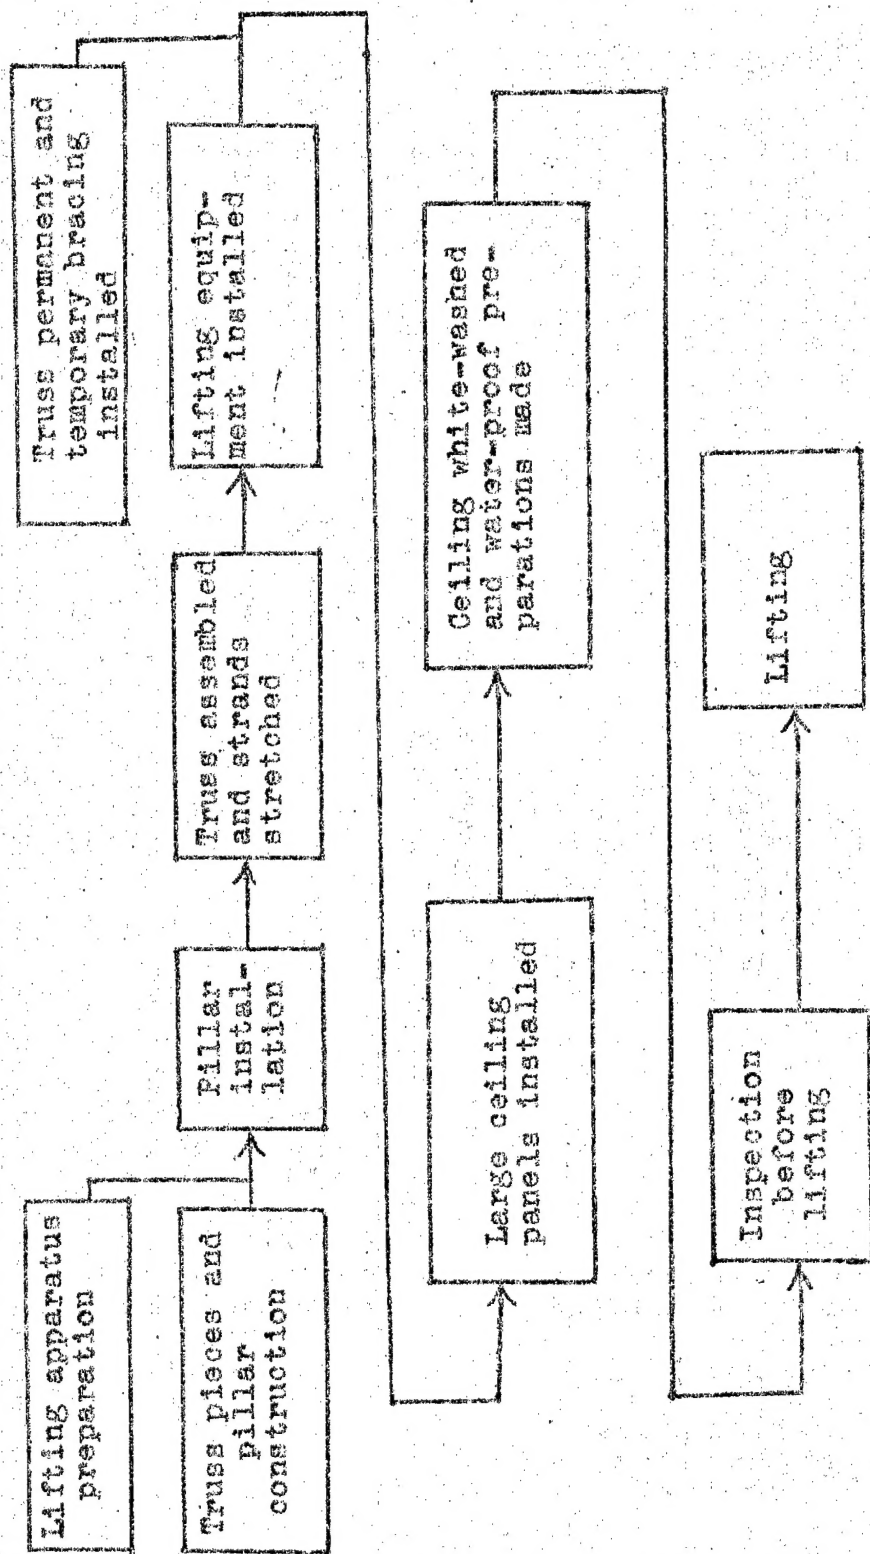 Lifting apparatus
preparation
Truss permanent and
temporary bracing
installed
Truss pieces and
pillar
construction
Pillar
instal-
lation
Truss assembled
and strands
stretched
Lifting equip-
ment installed
Large ceiling
panels installed
Ceiling white-washed
and water-proof pre-
parations made
Inspection
before
lifting
Lifting